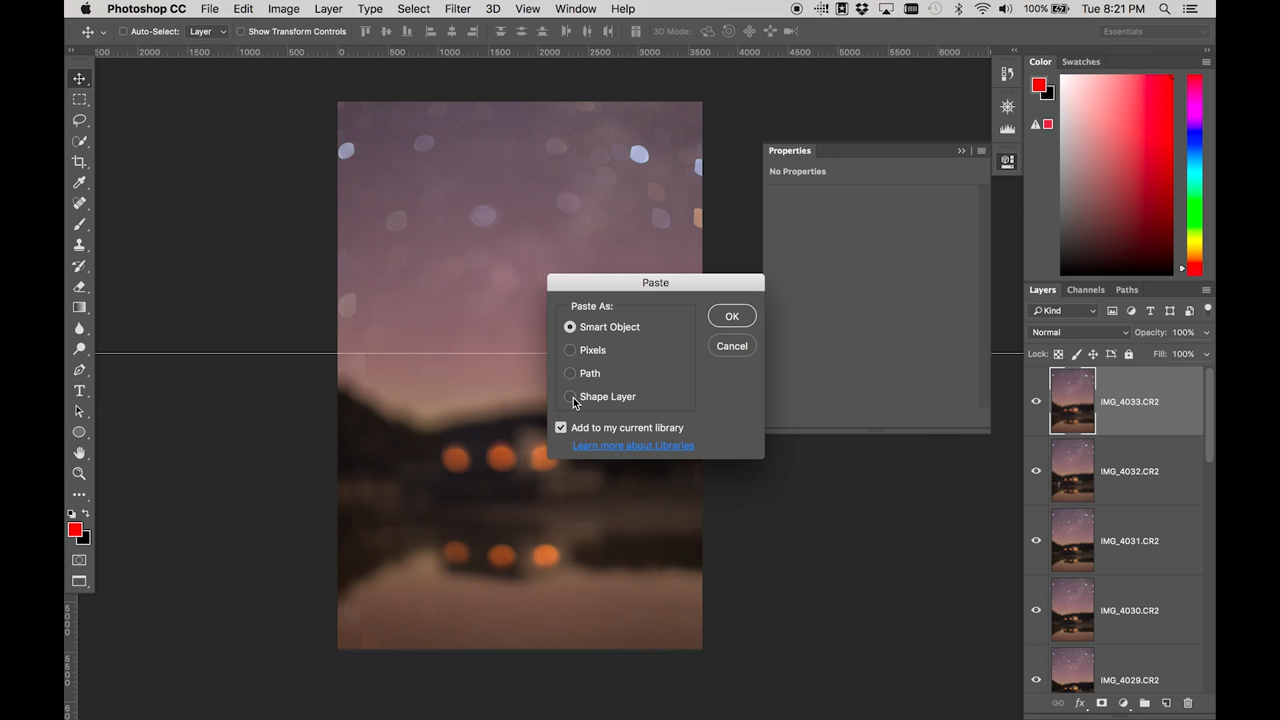 Photoshop CC File Edit Image Layer Type Select Filter 3D View Window Help 100% Tue 8:21 PM
Auto-Select: Layer Show Transform Controls 3D Mode: Essentials
500 2000 1500 1000 500 0 500 1000 1500 2000 2500 3000 3500 4000 4500 5000 5500 6000
Color Swatches
Properties
No Properties
Paste
Paste As:
Smart Object
Pixels
Path
Shape Layer
Add to my current library
Learn more about Libraries
OK
Cancel
Layers Channels Paths
Kind
Normal Opacity: 100%
Lock: Fill: 100%
IMG_4033.CR2
IMG_4032.CR2
IMG_4031.CR2
IMG_4030.CR2
IMG_4029.CR2
fx